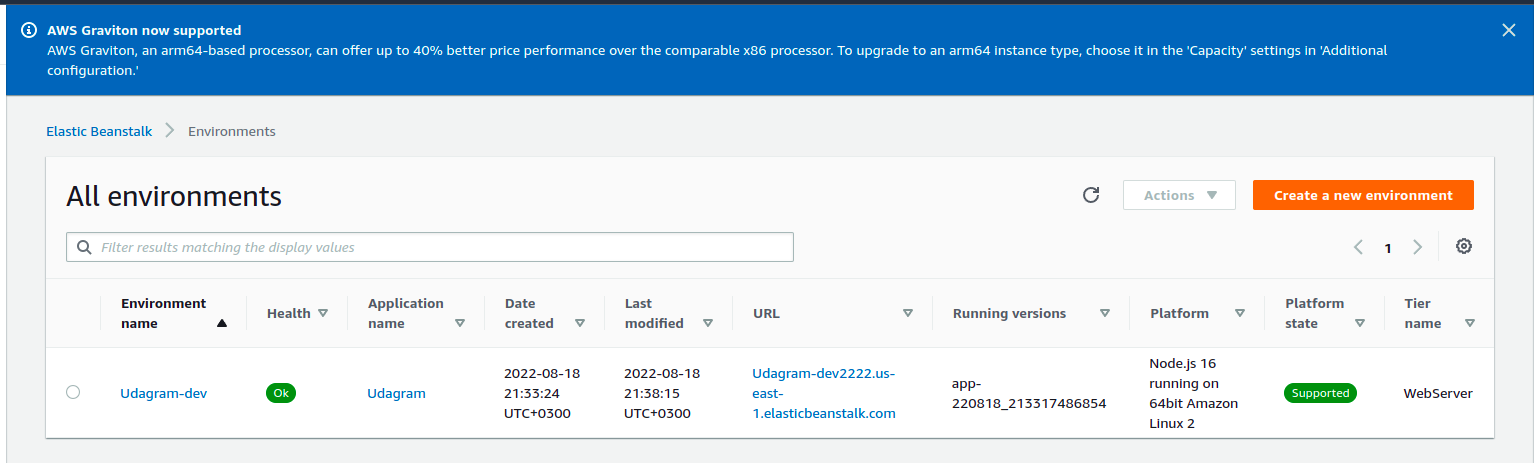 AWS Graviton now supported
AWS Graviton, an arm64-based processor, can offer up to 40% better price performance over the comparable x86 processor. To upgrade to an arm64 instance type, choose it in the 'Capacity' settings in 'Additional
configuration.'
Elastic Beanstalk
Environments
All environments
Actions
Create a new environment
Filter results matching the display values
1
Environment
name
Health
Application
name
Date
created
Last
modified
URL
Running versions
Platform
Platform
state
Tier
name
Udagram-dev
Ok
Udagram
2022-08-18
21:33:24
UTC+0300
2022-08-18
21:38:15
UTC+0300
Udagram-dev2222.us-
east-
1.elasticbeanstalk.com
app-
220818_213317486854
Node.js 16
running on
64bit Amazon
Linux 2
Supported
WebServer